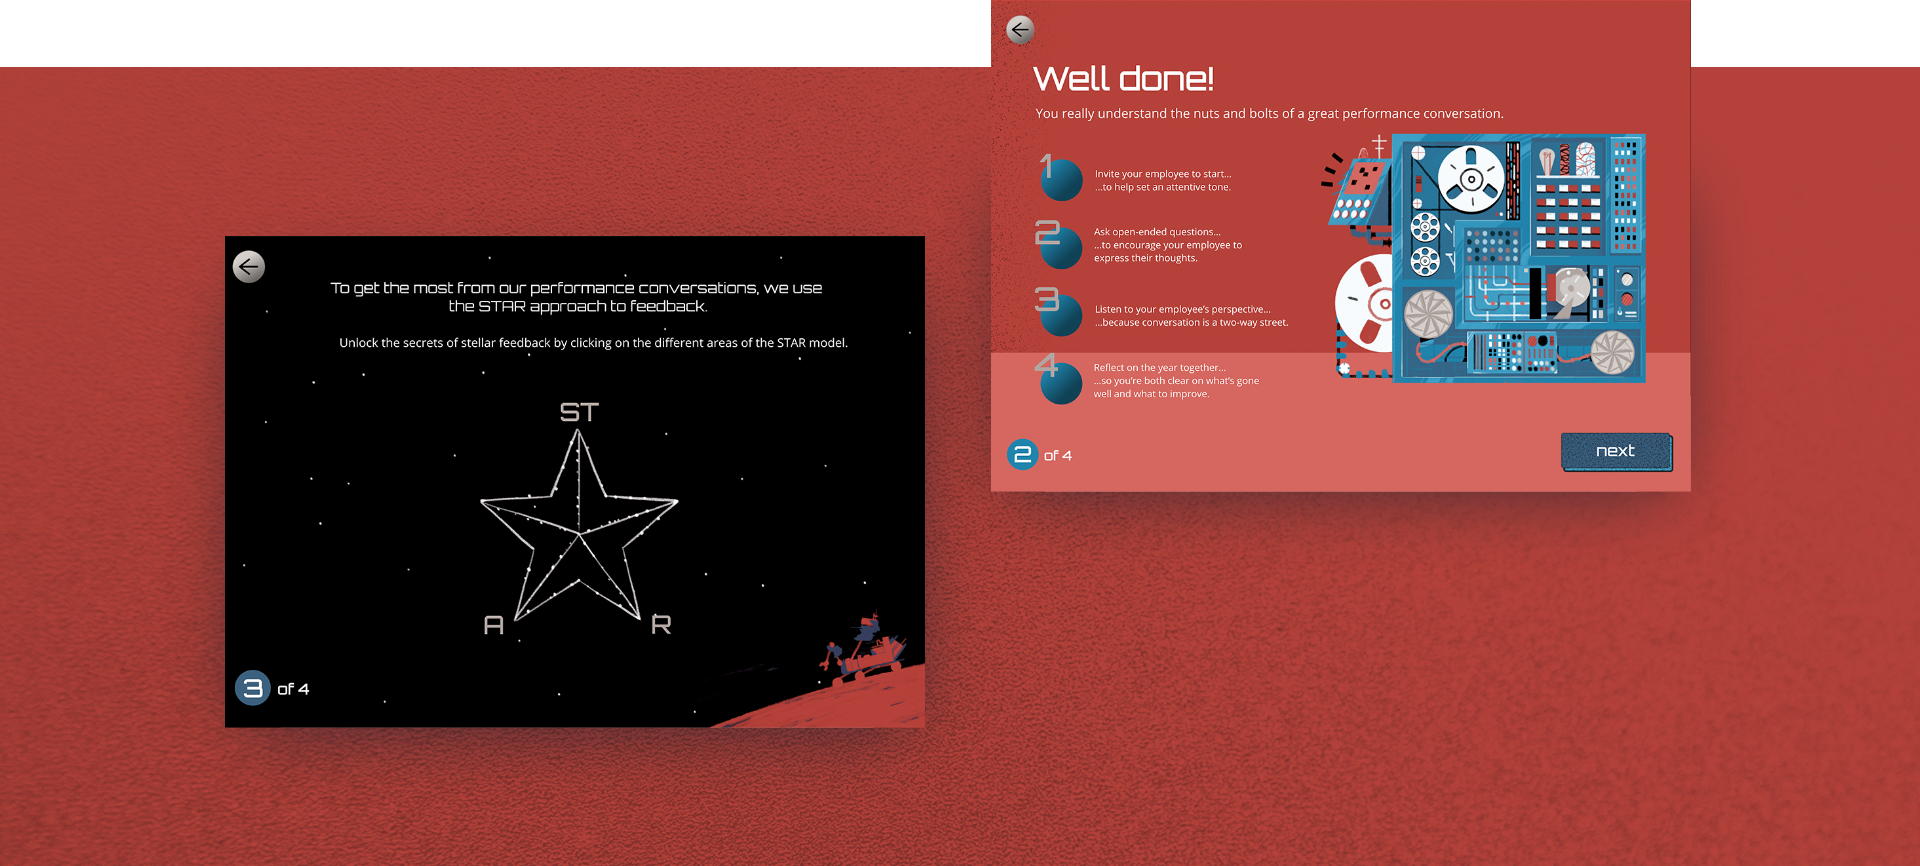 To get the most from our performance conversations, we use
the STAR approach to feedback.
Unlock the secrets of stellar feedback by clicking on the different areas of the STAR model.
ST
A
R
3 of 4
Well done!
You really understand the nuts and bolts of a great performance conversation.
1
Invite your employee to start...
...to help set an attentive tone.
2
Ask open-ended questions...
...to encourage your employee to
express their thoughts.
3
Listen to your employee's perspective...
...because conversation is a two-way street.
4
Reflect on the year together...
...so you're both clear on what's gone
well and what to improve.
2 of 4
next